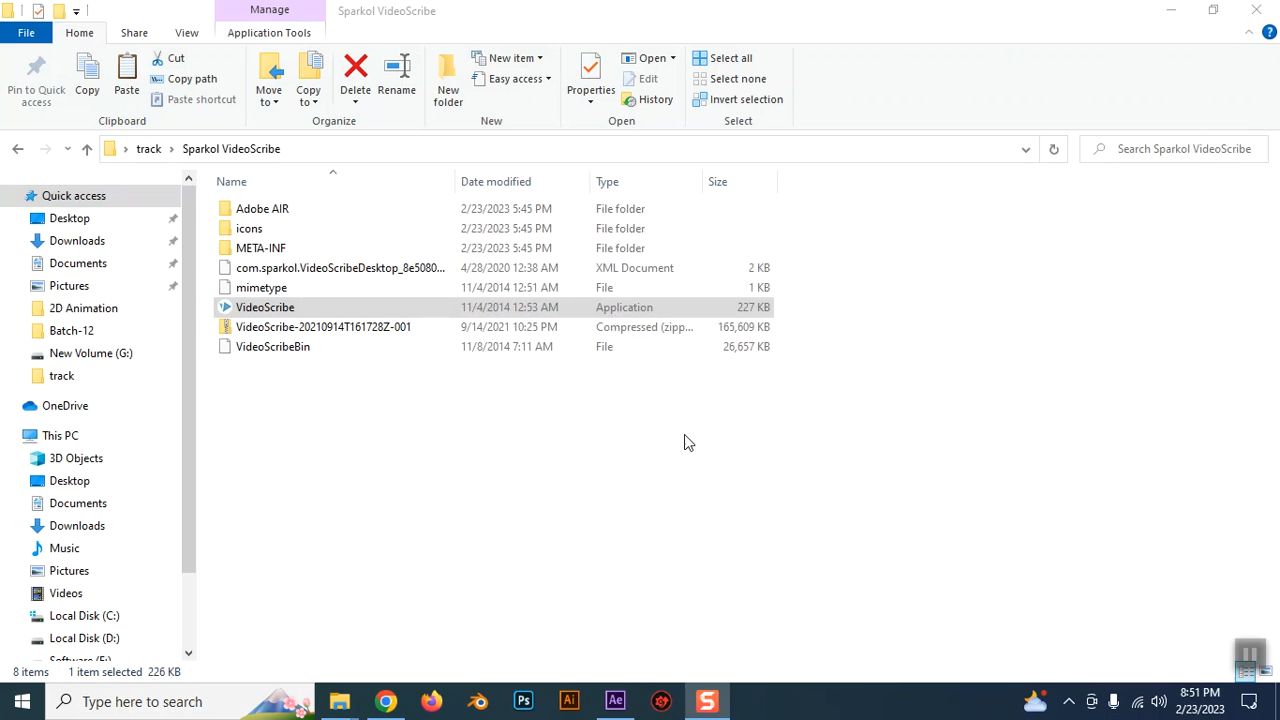 Manage
Sparkol VideoScribe
File
Home
Share
View
Application Tools
Pin to Quick access
Copy
Paste
Cut
Copy path
Paste shortcut
Clipboard
Move to
Copy to
Delete
Rename
Organize
New folder
New item
Easy access
New
Properties
Open
Edit
History
Open
Select all
Select none
Invert selection
Select
track
Sparkol VideoScribe
Search Sparkol VideoScribe
Name
Date modified
Type
Size
Quick access
Desktop
Downloads
Documents
Pictures
2D Animation
Batch-12
New Volume (G:)
track
OneDrive
This PC
3D Objects
Desktop
Documents
Downloads
Music
Pictures
Videos
Local Disk (C:)
Local Disk (D:)
Adobe AIR 2/23/2023 5:45 PM File folder
icons 2/23/2023 5:45 PM File folder
META-INF 2/23/2023 5:45 PM File folder
com.sparkol.VideoScribeDesktop_8e5080... 4/28/2020 12:38 AM XML Document 2 KB
mimetype 11/4/2014 12:51 AM File 1 KB
VideoScribe 11/4/2014 12:53 AM Application 227 KB
VideoScribe-20210914T161728Z-001 9/14/2021 10:25 PM Compressed (zipp... 165,609 KB
VideoScribeBin 11/8/2014 7:11 AM File 26,657 KB
8 items
1 item selected 226 KB
Type here to search
Ps
Ai
Ae
S
8:51 PM
2/23/2023